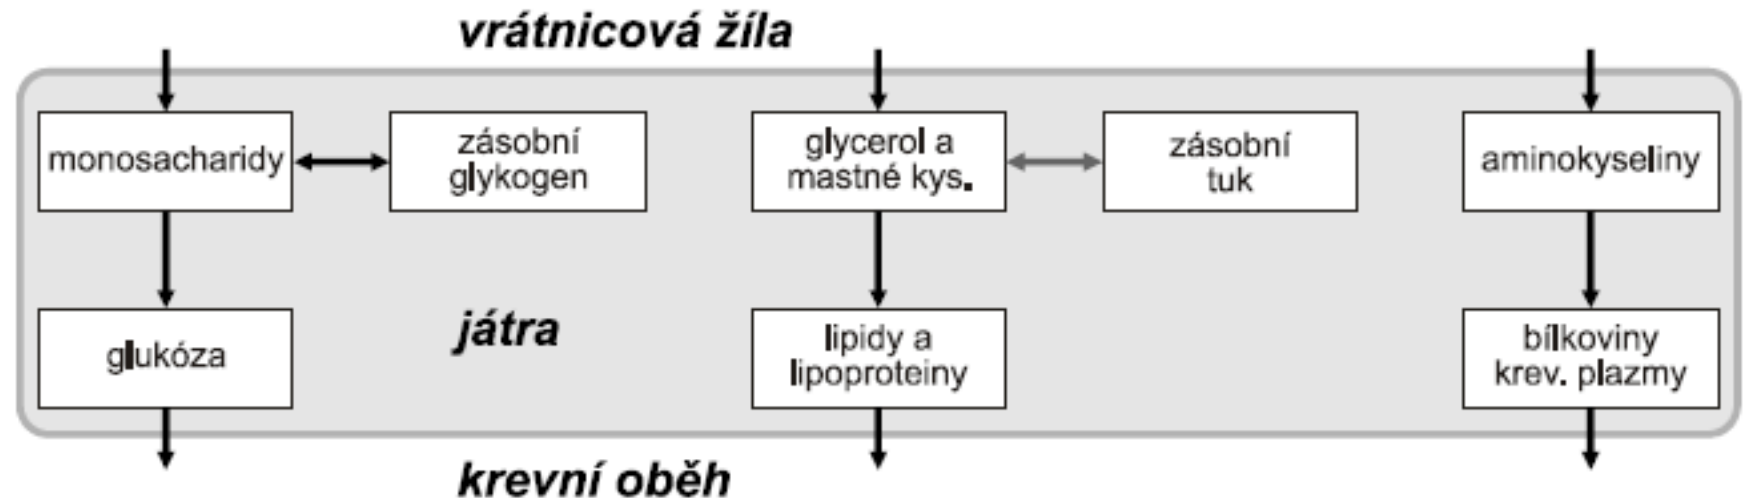 vrátnicová žíla
monosacharidy
zásobní
glykogen
glycerol a
mastné kys.
zásobní
tuk
aminokyseliny
glukóza
játra
lipidy a
lipoproteiny
bílkoviny
krev. plazmy
krevní oběh